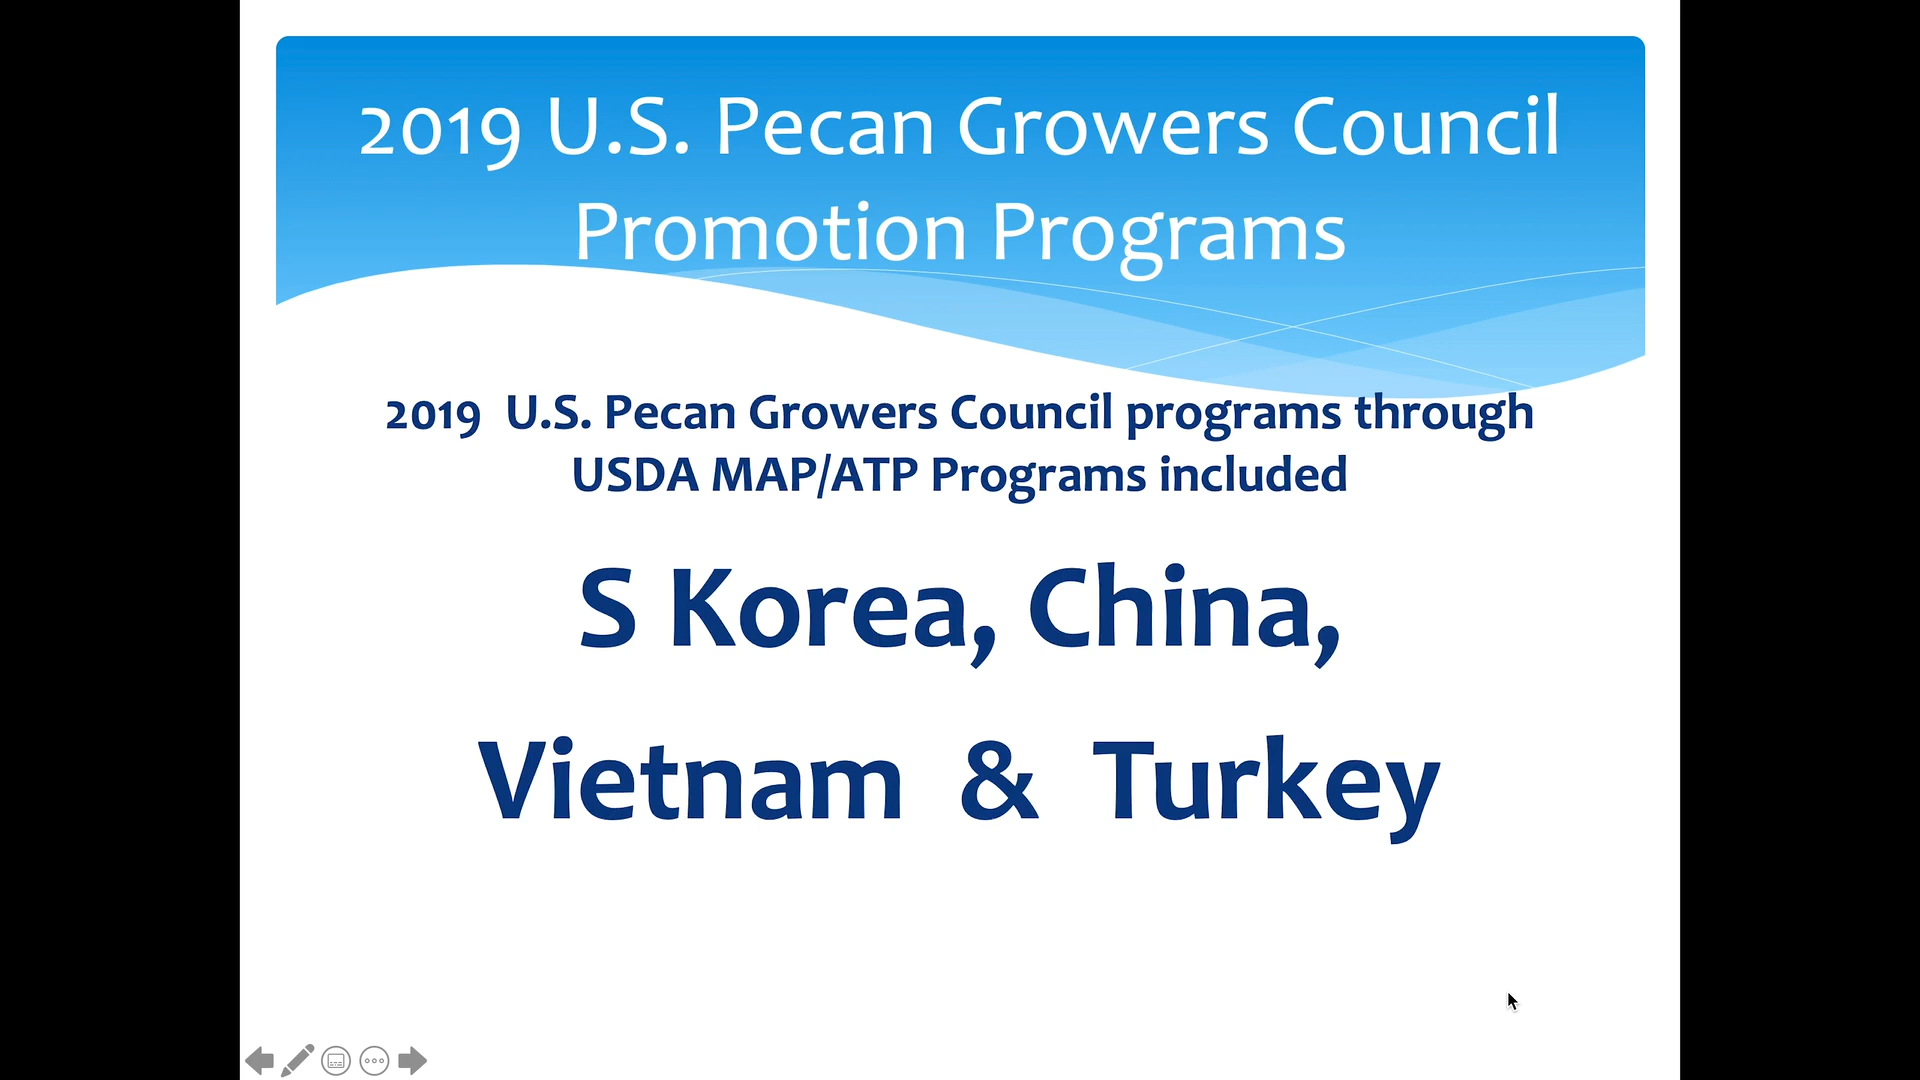 2019 U.S. Pecan Growers Council
Promotion Programs
2019 U.S. Pecan Growers Council programs through
USDA MAP/ATP Programs included
S Korea, China,
Vietnam & Turkey